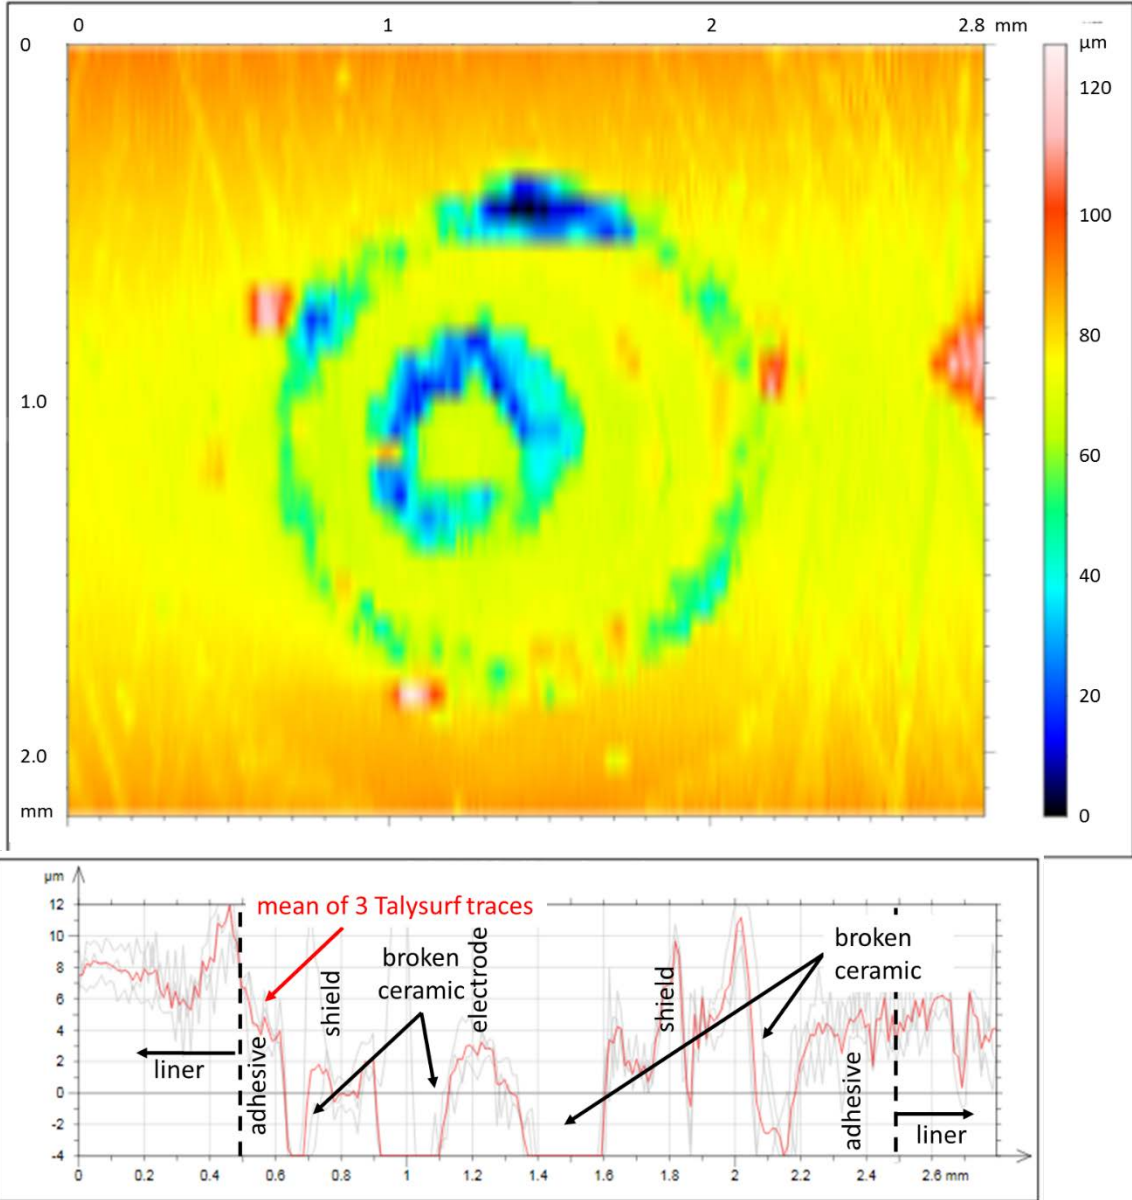 0 1 2 2.8 mm
0
µm
120
100
80
1.0
60
40
20
2.0
mm
0
1 2
µm
12
mean of 3 Talysurf traces
10
8
6
4
2
0
-2
-4
shield
broken
ceramic
electrode
shield
broken
ceramic
liner
adhesive
adhesive
liner
0 0.2 0.4 0.6 0.8 1 1.2 1.4 1.6 1.8 2 2.2 2.4 2.6 mm